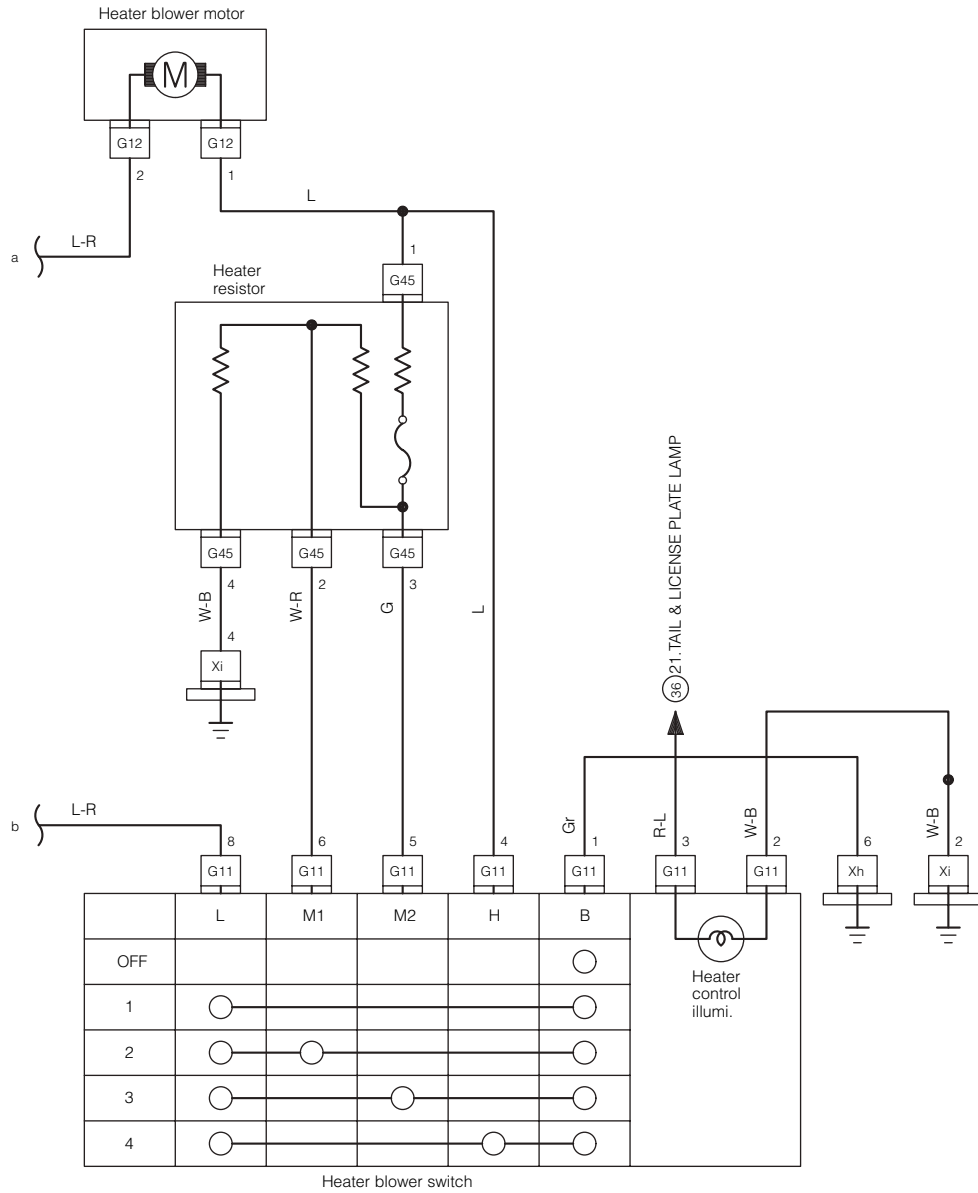 Heater blower motor
M
G12
G12
2
1
L
L-R
a
1
Heater
resistor
G45
21.TAIL & LICENSE PLATE LAMP
36
G45
G45
G45
4
2
3
W-B
W-R
G
L
4
Xi
L-R
b
Gr
R-L
W-B
W-B
8
6
5
4
1
3
2
6
2
G11
G11
G11
G11
G11
G11
G11
Xh
Xi
L M1 M2 H B
OFF
Heater
control
illumi.
1
2
3
4
Heater blower switch